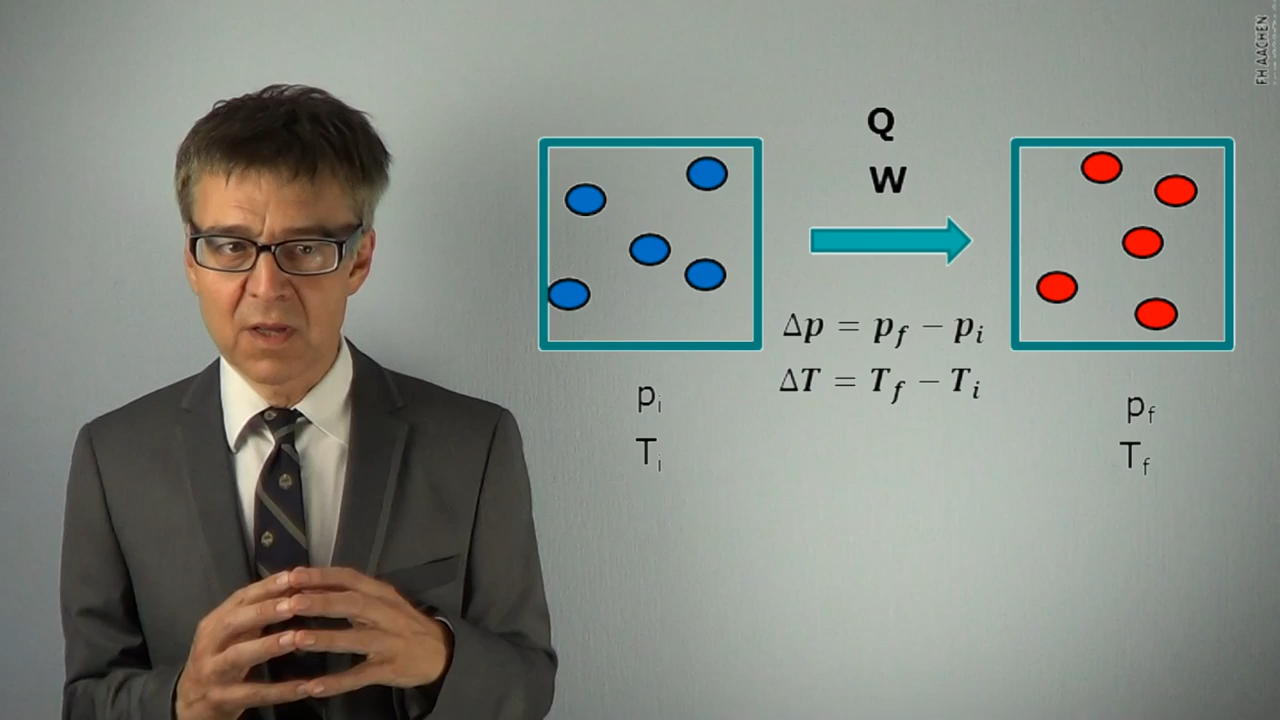 FH AACHEN
Q
W
Δp = p_f − p_i
ΔT = T_f − T_i
p_i
T_i
p_f
T_f